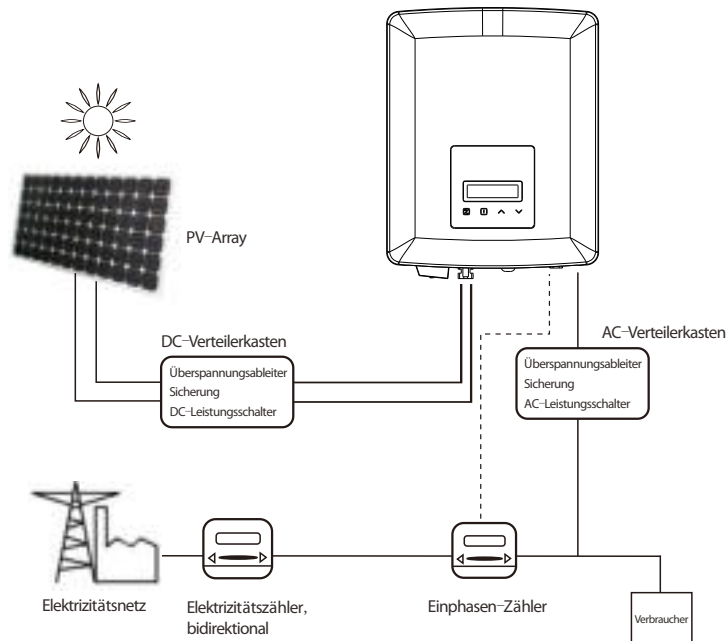 PV-Array
DC-Verteilerkasten
Überspannungsableiter
Sicherung
DC-Leistungsschalter
AC-Verteilerkasten
Überspannungsableiter
Sicherung
AC-Leistungsschalter
Elektrizitätsnetz
Elektrizitätszähler,
bidirektional
Einphasen-Zähler
Verbraucher